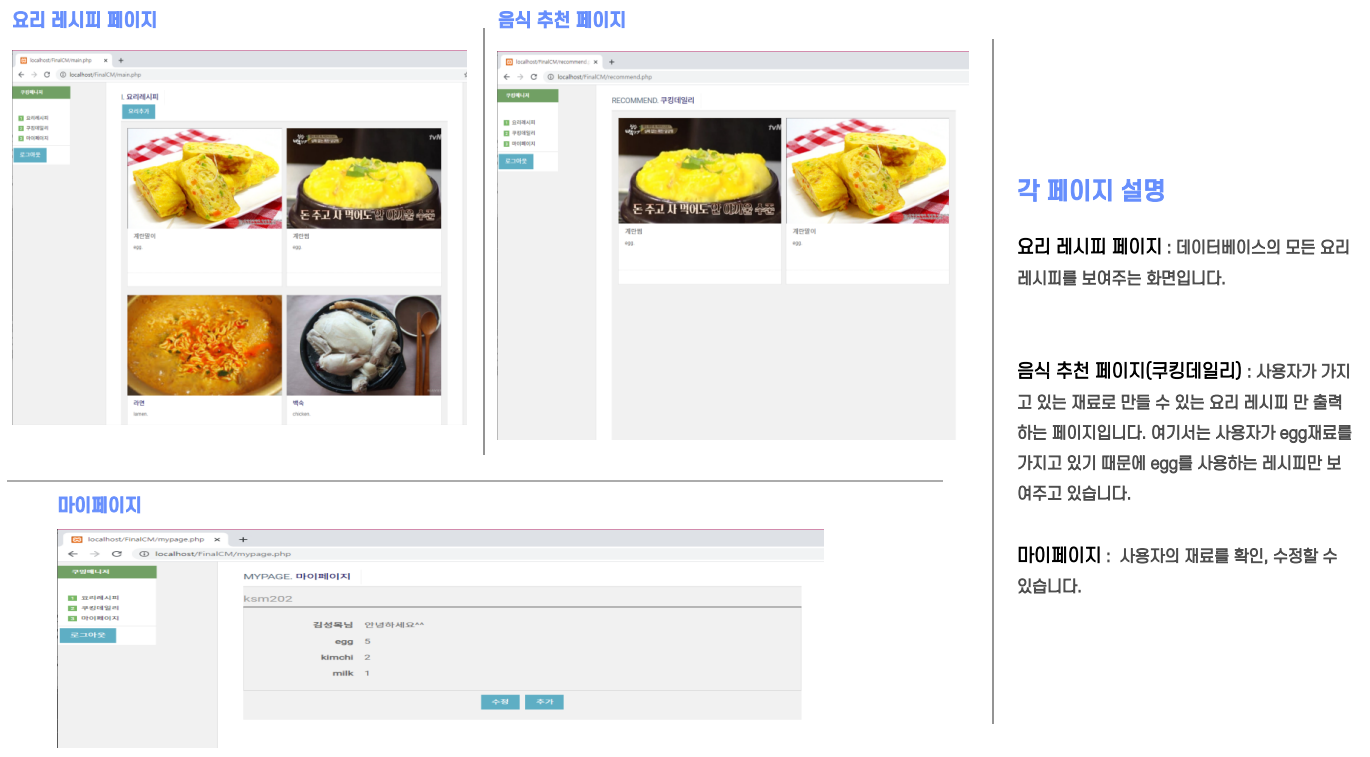 요리 레시피 페이지
localhost/FinalCM/main.php
localhost/FinalCM/main.php
쿠킹매니저
1 요리레시피
2 쿠킹데일리
3 마이페이지
로그아웃
요리레시피
요리추가
tvN
돈 주고 사 먹어도
계란말이
egg.
계란찜
egg.
라면
ramen.
백숙
chicken.
음식 추천 페이지
localhost/FinalCM/recommend.
localhost/FinalCM/recommend.php
쿠킹매니저
1 요리레시피
2 쿠킹데일리
3 마이페이지
로그아웃
RECOMMEND. 쿠킹데일리
tvN
돈 주고 사 먹어도
계란찜
egg.
계란말이
egg.
마이페이지
localhost/FinalCM/mypage.php
localhost/FinalCM/mypage.php
쿠킹매니저
1 요리레시피
2 쿠킹데일리
3 마이페이지
로그아웃
MYPAGE. 마이페이지
ksm202
김성목님 안녕하세요^^
egg 5
kimchi 2
milk 1
수정 추가
각 페이지 설명
요리 레시피 페이지 : 데이터베이스의 모든 요리
레시피를 보여주는 화면입니다.
음식 추천 페이지(쿠킹데일리) : 사용자가 가지
고 있는 재료로 만들 수 있는 요리 레시피 만 출력
하는 페이지입니다. 여기서는 사용자가 egg재료를
가지고 있기 때문에 egg를 사용하는 레시피만 보
여주고 있습니다.
마이페이지 : 사용자의 재료를 확인, 수정할 수
있습니다.